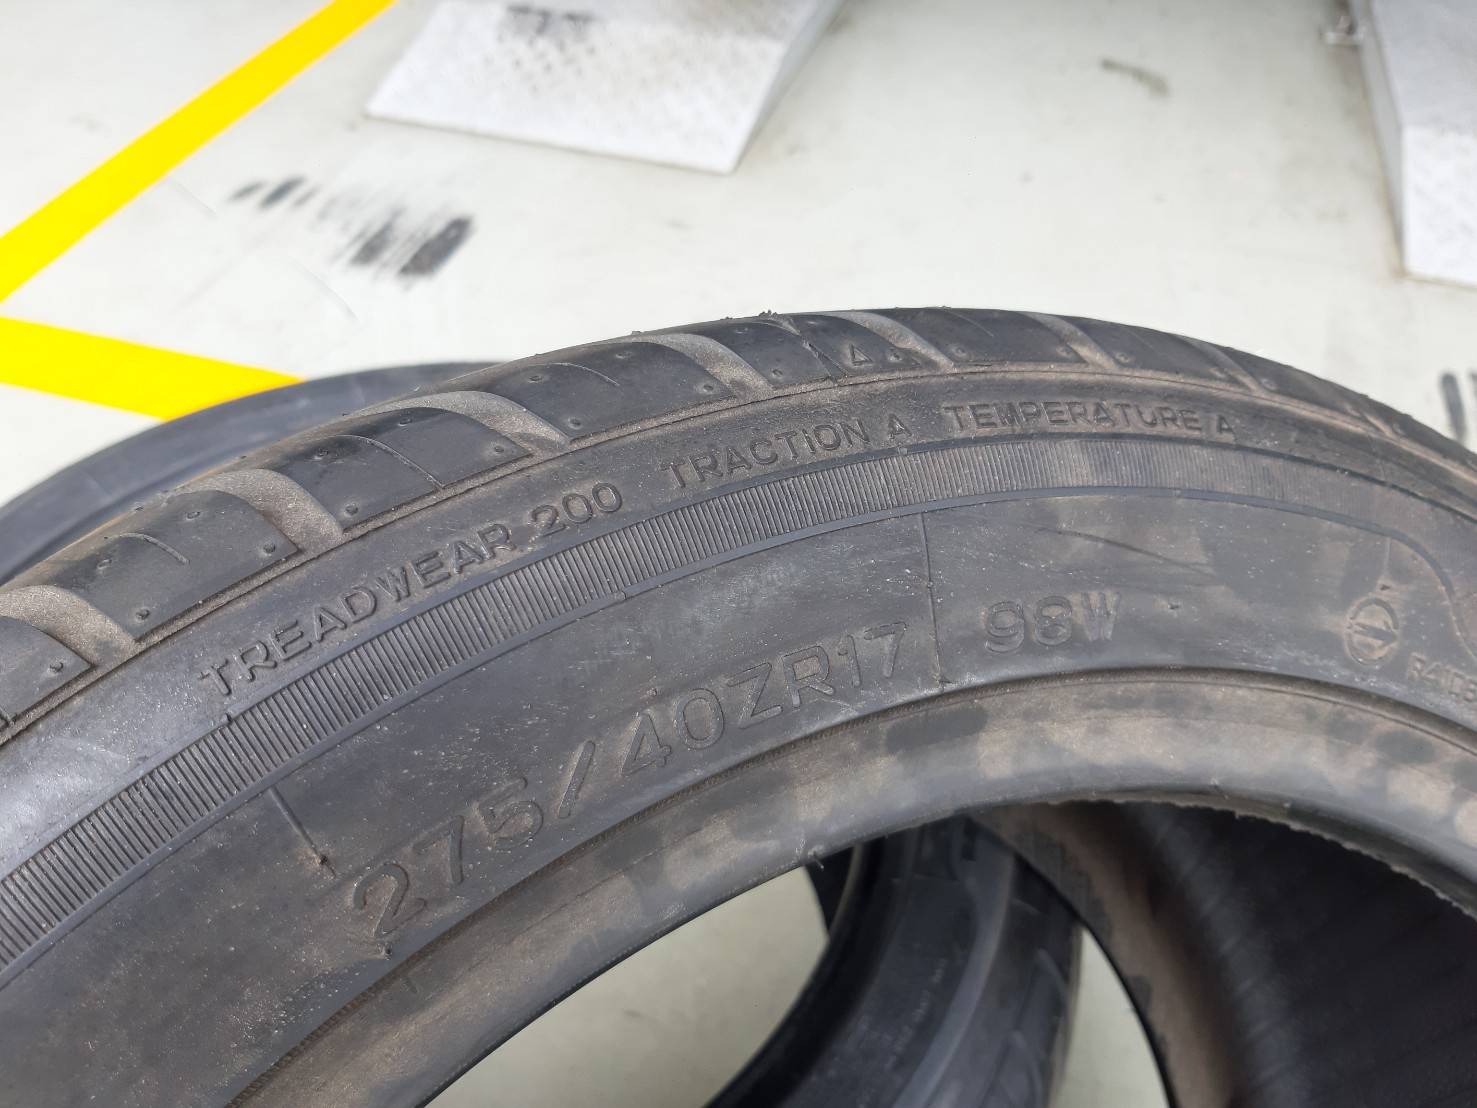 TREADWEAR 200 TRACTION A TEMPERATURE A
275/40ZR17 98W